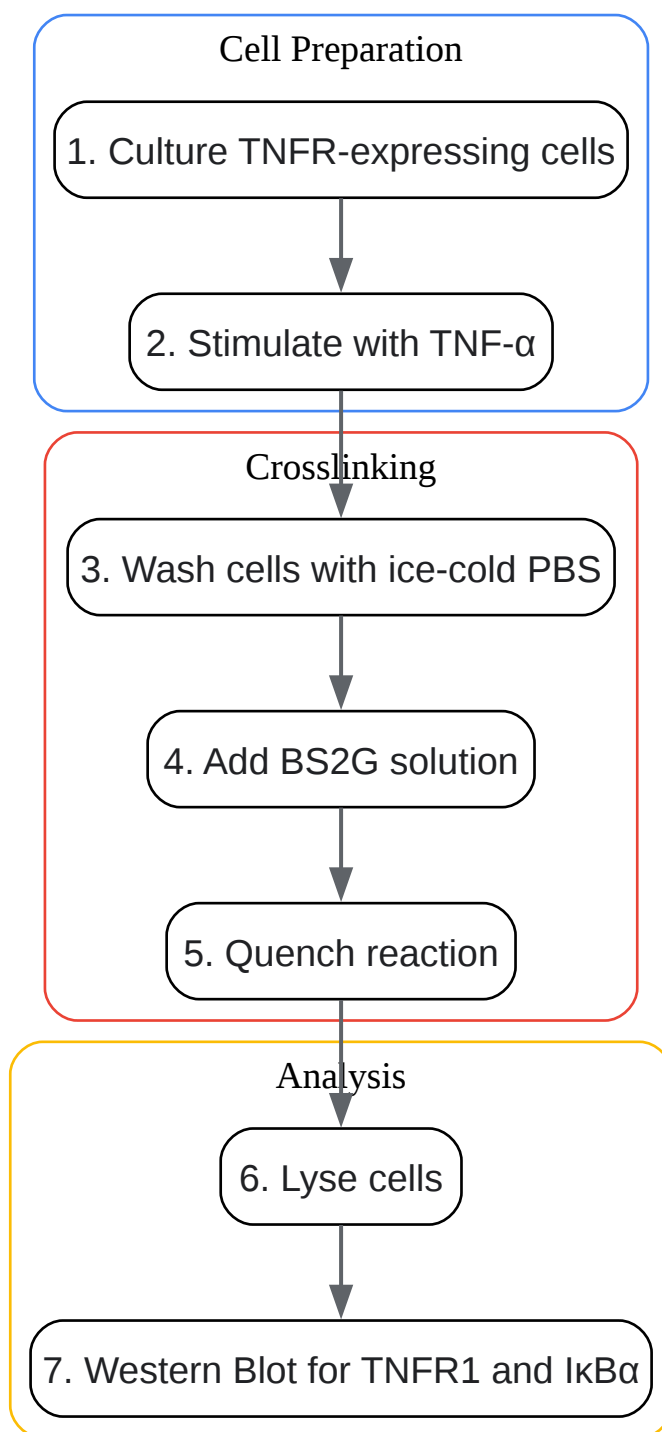 Cell Preparation
1. Culture TNFR-expressing cells
2. Stimulate with TNF-α
Crosslinking
3. Wash cells with ice-cold PBS
4. Add BS2G solution
5. Quench reaction
Analysis
6. Lyse cells
7. Western Blot for TNFR1 and IκBα